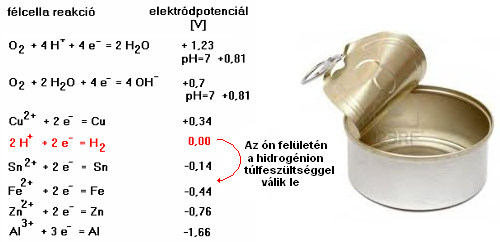 félcella reakció elektródpotenciál
[V]
O₂ + 4 H⁺ + 4 e⁻ = 2 H₂O + 1,23
pH=7 +0,81
O₂ + 2 H₂O + 4 e⁻ = 4 OH⁻ +0,7
pH=7 +0,81
Cu²⁺ + 2 e⁻ = Cu +0,34
2 H⁺ + 2 e⁻ = H₂ 0,00
Az ón felületén
a hidrogénion
túlfeszültséggel
válik le
Sn²⁺ + 2 e⁻ = Sn -0,14
Fe²⁺ + 2 e⁻ = Fe -0,44
Zn²⁺ + 2 e⁻ = Zn -0,76
Al³⁺ + 3 e⁻ = Al -1,66